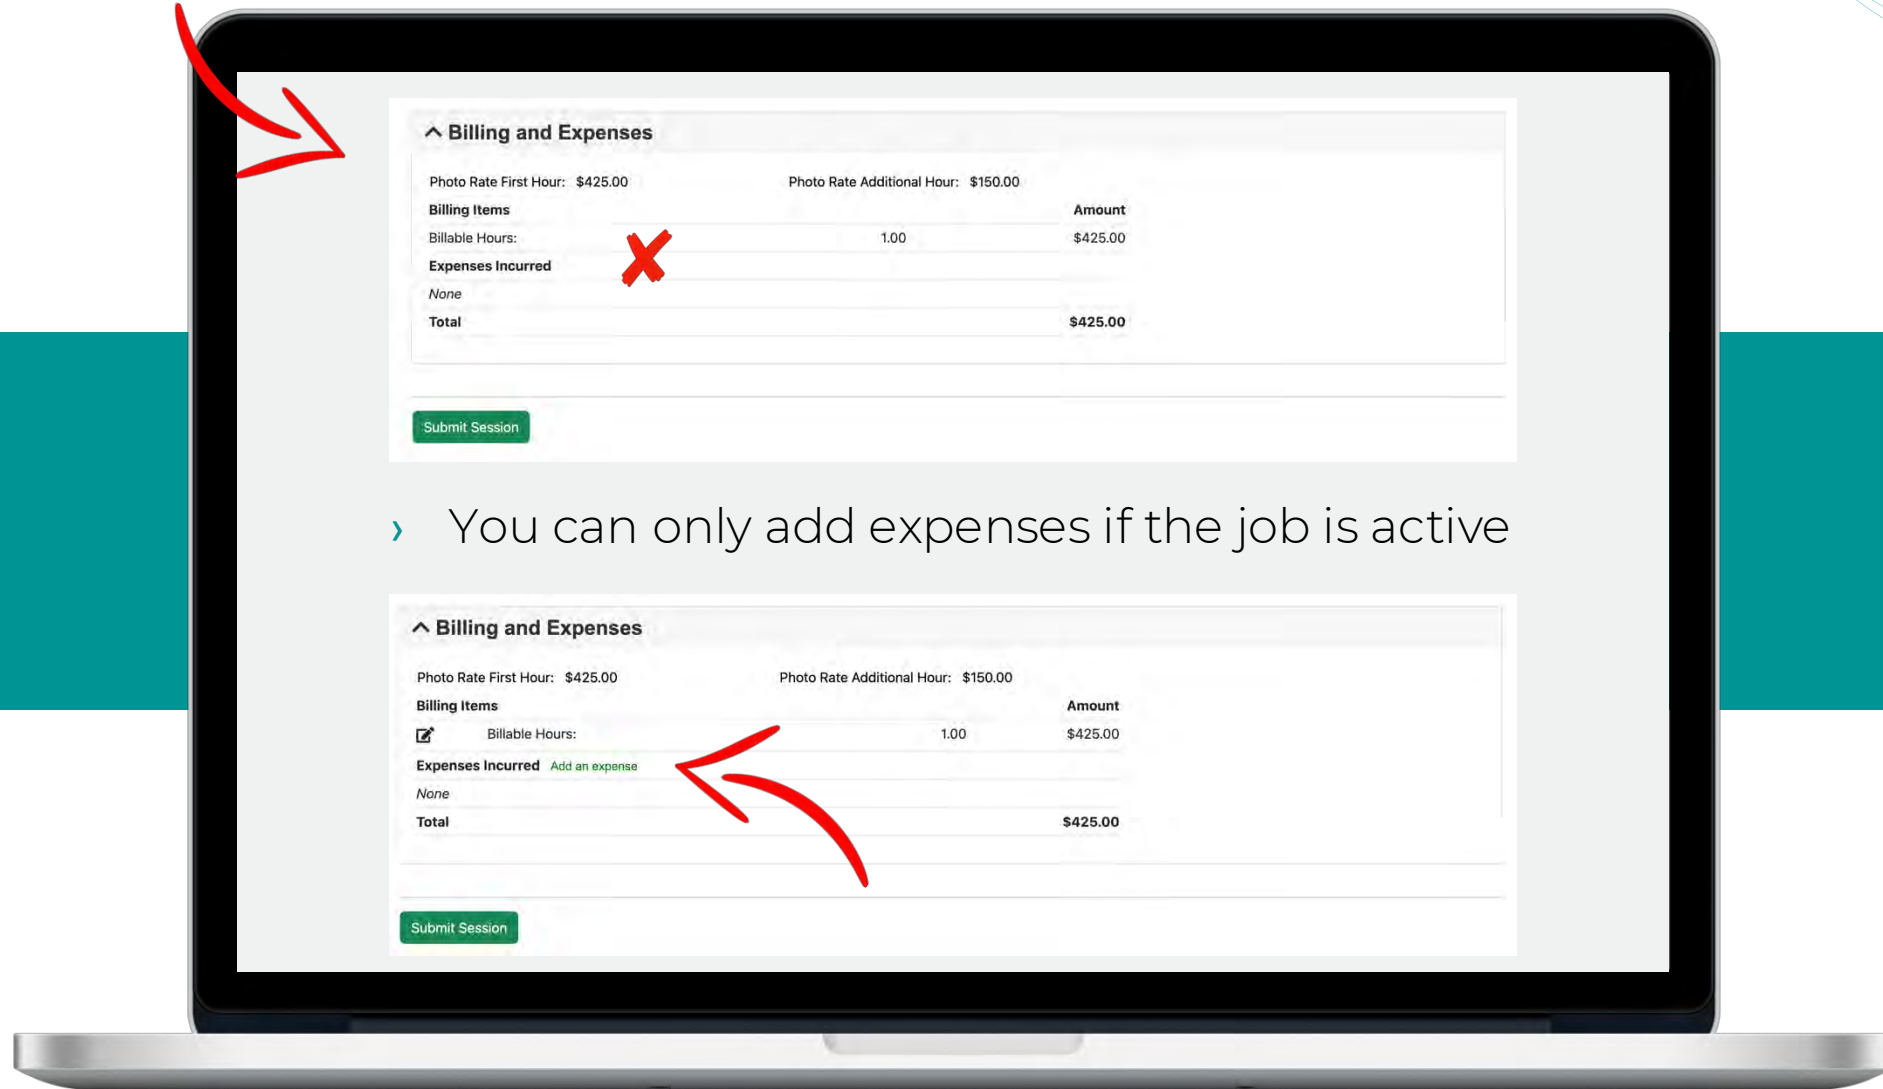 Billing and Expenses
Photo Rate First Hour: $425.00 Photo Rate Additional Hour: $150.00
Billing Items Amount
Billable Hours: 1.00 $425.00
Expenses Incurred
None
Total $425.00
Submit Session
› You can only add expenses if the job is active
Billing and Expenses
Photo Rate First Hour: $425.00 Photo Rate Additional Hour: $150.00
Billing Items Amount
Billable Hours: 1.00 $425.00
Expenses Incurred Add an expense
None
Total $425.00
Submit Session